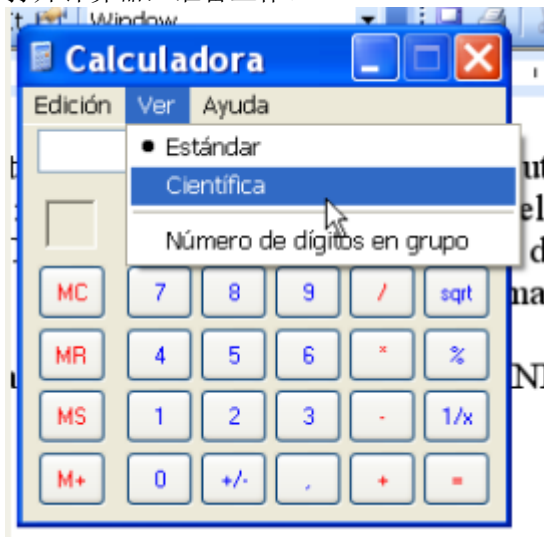 Window
Calculadora
Edición Ver Ayuda
Estándar
Científica
Número de dígitos en grupo
MC 7 8 9 / sqrt
MR 4 5 6 * %
MS 1 2 3 - 1/x
M+ 0 +/- , + =